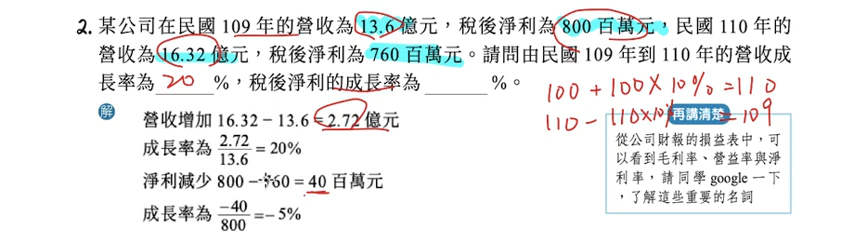 2. 某公司在民國 109 年的營收為 13.6 億元，稅後淨利為 800 百萬元，民國 110 年的
營收為 16.32 億元，稅後淨利為 760 百萬元。請問由民國 109 年到 110 年的營收成
長率為 20 %，稅後淨利的成長率為______%。
100 + 100 × 10% = 110
110 - 110×10% = 109
解
營收增加 16.32 − 13.6 = 2.72 億元
成長率為 2.72/13.6 = 20%
淨利減少 800 − 760 = 40 百萬元
成長率為 −40/800 = − 5%
再講清楚
從公司財報的損益表中，可
以看到毛利率、營益率與淨
利率，請同學 google 一下
，了解這些重要的名詞